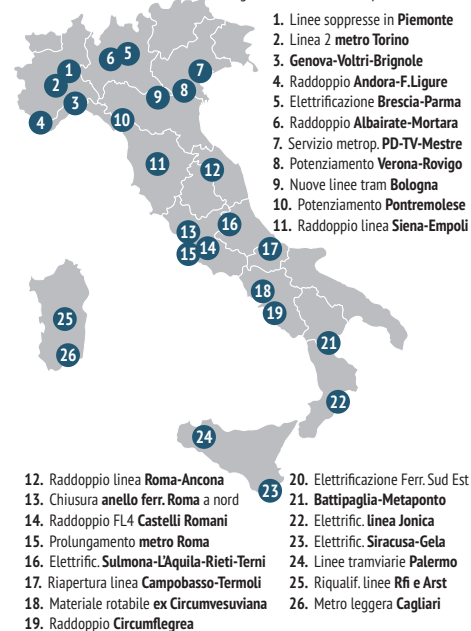 1. Linee soppresse in Piemonte
2. Linea 2 metro Torino
3. Genova-Voltri-Brignole
4. Raddoppio Andora-F.Ligure
5. Elettrificazione Brescia-Parma
6. Raddoppio Albairate-Mortara
7. Servizio metrop. PD-TV-Mestre
8. Potenziamento Verona-Rovigo
9. Nuove linee tram Bologna
10. Potenziamento Pontremolese
11. Raddoppio linea Siena-Empoli
1
2
3
4
5
6
7
8
9
10
11
12
13
14
15
16
17
18
19
21
22
23
24
25
26
12. Raddoppio linea Roma-Ancona
13. Chiusura anello ferr. Roma a nord
14. Raddoppio FL4 Castelli Romani
15. Prolungamento metro Roma
16. Elettrific. Sulmona-L'Aquila-Rieti-Terni
17. Riapertura linea Campobasso-Termoli
18. Materiale rotabile ex Circumvesuviana
19. Raddoppio Circumflegrea
20. Elettrificazione Ferr. Sud Est
21. Battipaglia-Metaponto
22. Elettrific. linea Jonica
23. Elettrific. Siracusa-Gela
24. Linee tramviarie Palermo
25. Riqualif. linee Rfi e Arst
26. Metro leggera Cagliari